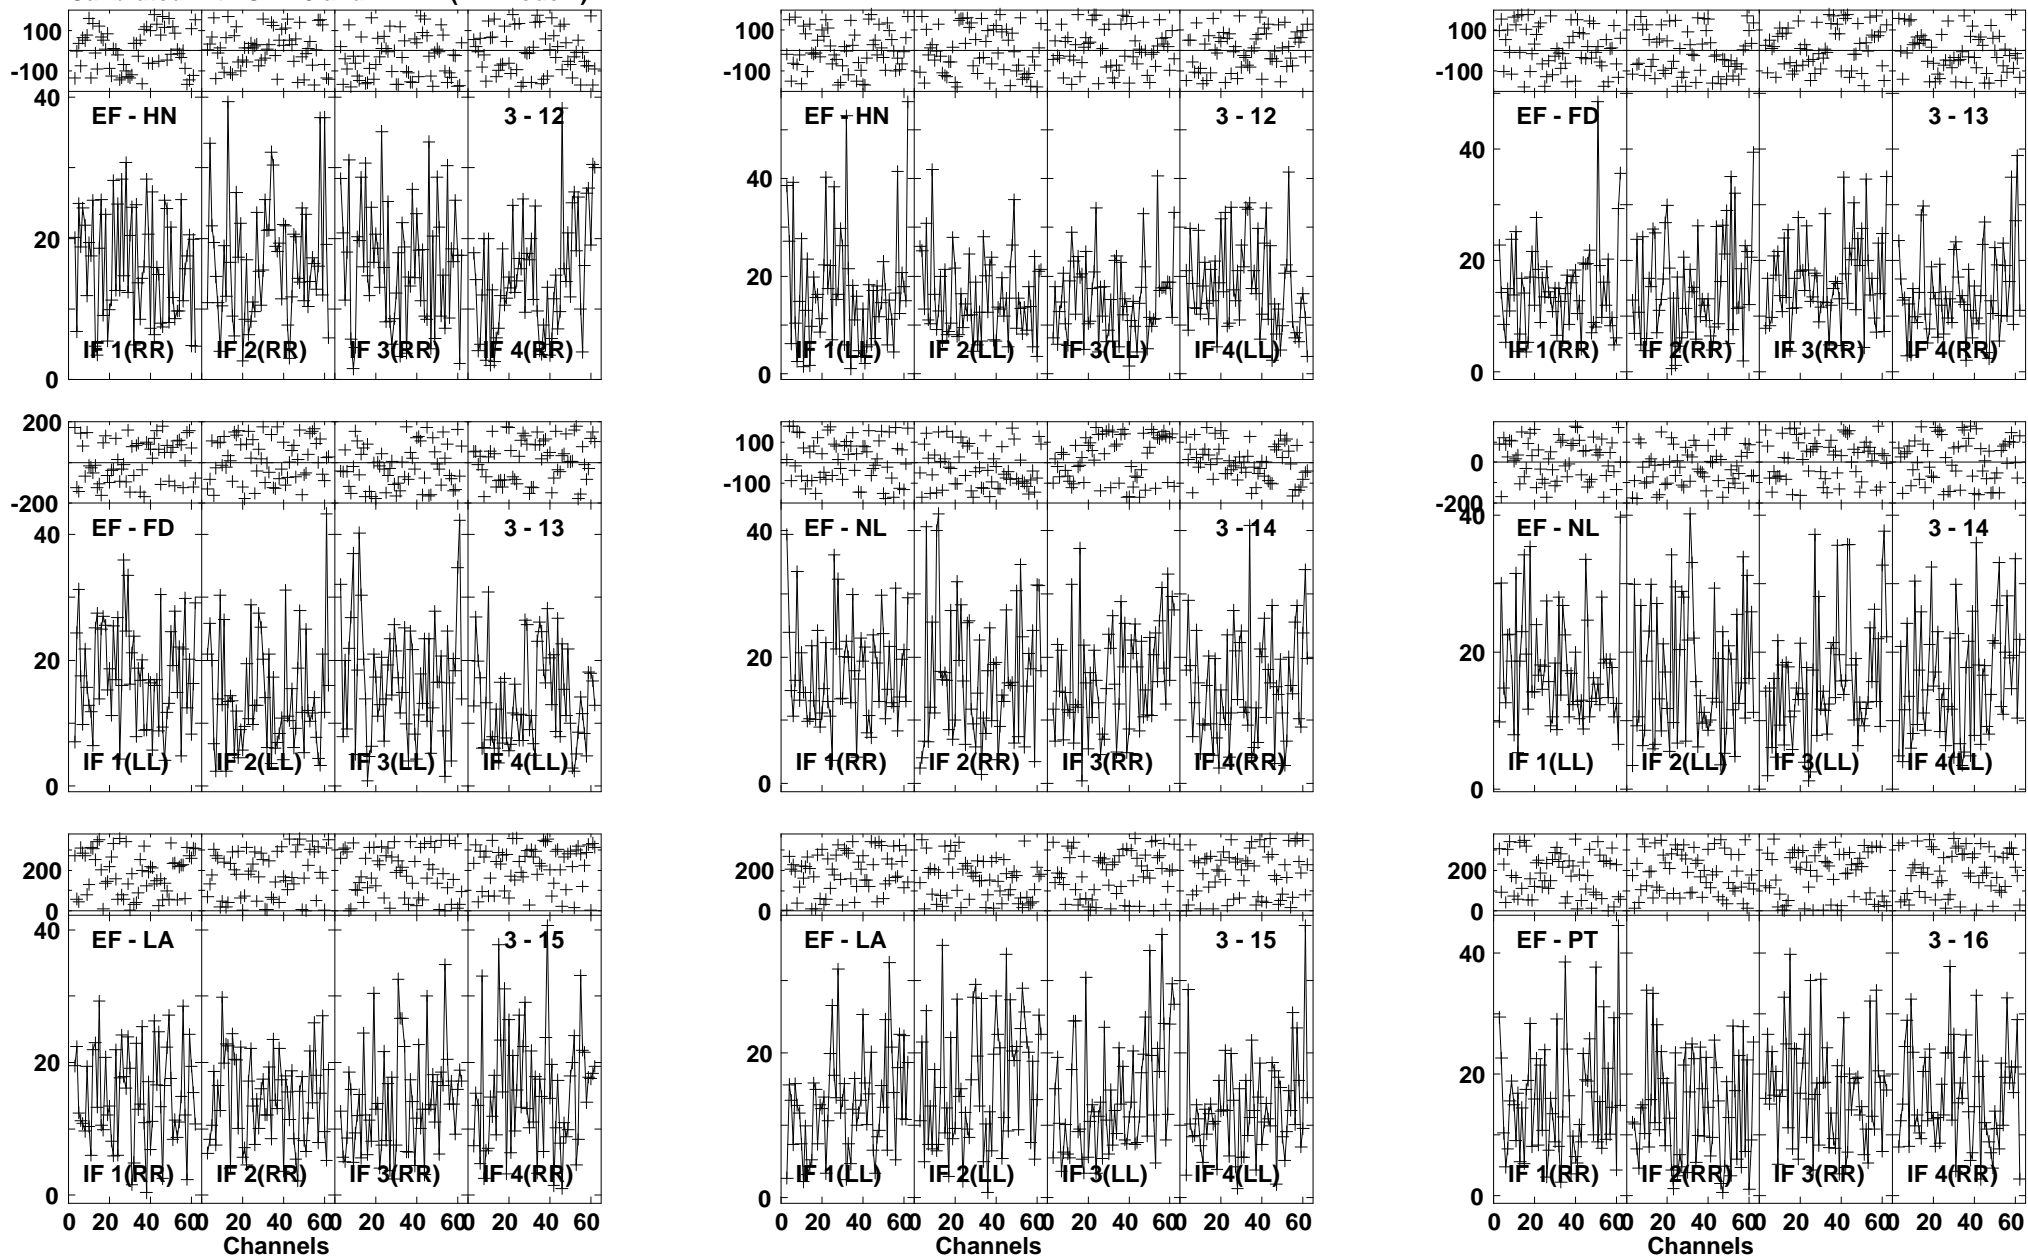 100
-100
40
20
0
EF - HN
3 - 12
IF 1(RR)
IF 2(RR)
IF 3(RR)
IF 4(RR)
100
-100
40
20
0
EF - HN
3 - 12
IF 1(LL)
IF 2(LL)
IF 3(LL)
IF 4(LL)
100
-100
40
20
0
EF - FD
3 - 13
IF 1(RR)
IF 2(RR)
IF 3(RR)
IF 4(RR)
200
0
-200
40
20
0
EF - FD
3 - 13
IF 1(LL)
IF 2(LL)
IF 3(LL)
IF 4(LL)
100
-100
40
20
0
EF - NL
3 - 14
IF 1(RR)
IF 2(RR)
IF 3(RR)
IF 4(RR)
0
-200
40
20
0
EF - NL
3 - 14
IF 1(LL)
IF 2(LL)
IF 3(LL)
IF 4(LL)
200
0
40
20
0
EF - LA
3 - 15
IF 1(RR)
IF 2(RR)
IF 3(RR)
IF 4(RR)
0 20 40 60 0 20 40 60 0 20 40 60 0 20 40 60
Channels
200
0
20
0
EF - LA
3 - 15
IF 1(LL)
IF 2(LL)
IF 3(LL)
IF 4(LL)
0 20 40 60 0 20 40 60 0 20 40 60 0 20 40 60
Channels
200
0
40
20
0
EF - PT
3 - 16
IF 1(RR)
IF 2(RR)
IF 3(RR)
IF 4(RR)
0 20 40 60 0 20 40 60 0 20 40 60 0 20 40 60
Channels